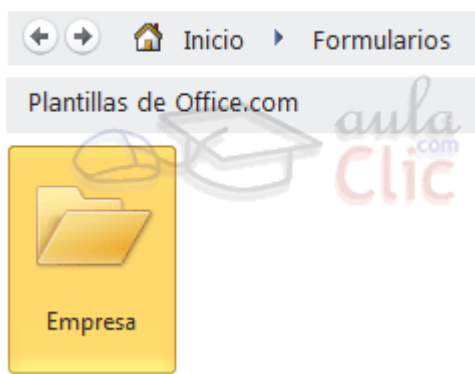 Inicio Formularios
Plantillas de Office.com
aula
.com
Clic
Empresa